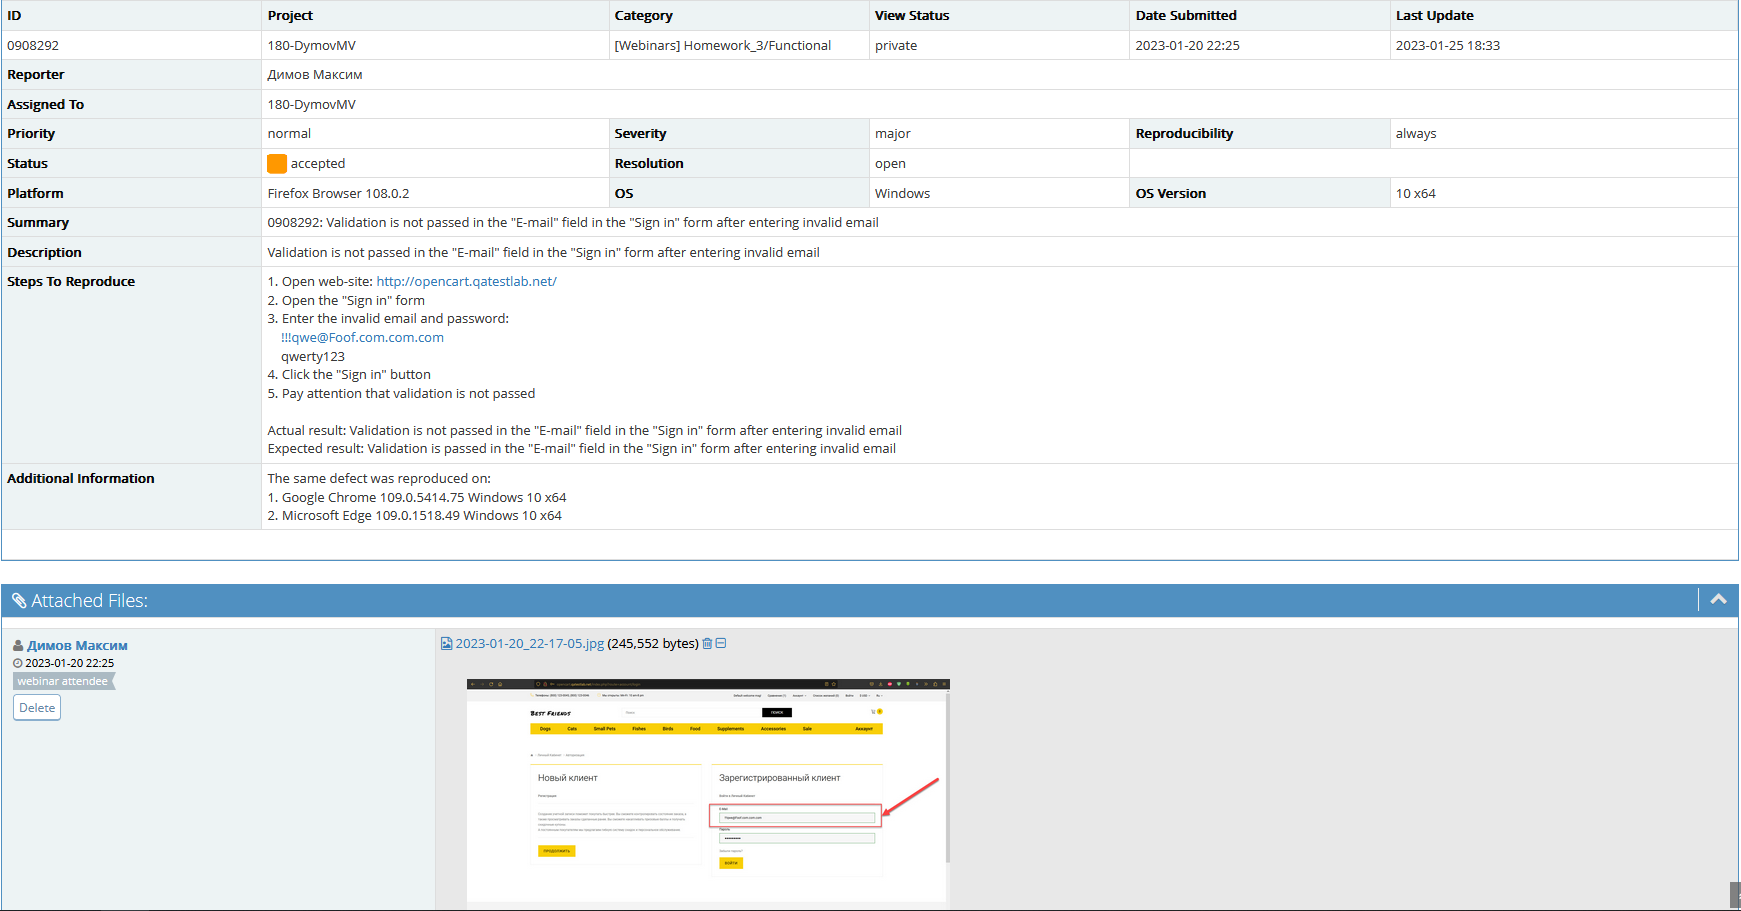 ID Project Category View Status Date Submitted Last Update
0908292 180-DymovMV [Webinars] Homework_3/Functional private 2023-01-20 22:25 2023-01-25 18:33
Reporter Димов Максим
Assigned To 180-DymovMV
Priority normal Severity major Reproducibility always
Status accepted Resolution open
Platform Firefox Browser 108.0.2 OS Windows OS Version 10 x64
Summary 0908292: Validation is not passed in the "E-mail" field in the "Sign in" form after entering invalid email
Description Validation is not passed in the "E-mail" field in the "Sign in" form after entering invalid email
Steps To Reproduce 1. Open web-site: http://opencart.qatestlab.net/
2. Open the "Sign in" form
3. Enter the invalid email and password:
!!!qwe@Foof.com.com.com
qwerty123
4. Click the "Sign in" button
5. Pay attention that validation is not passed
Actual result: Validation is not passed in the "E-mail" field in the "Sign in" form after entering invalid email
Expected result: Validation is passed in the "E-mail" field in the "Sign in" form after entering invalid email
Additional Information The same defect was reproduced on:
1. Google Chrome 109.0.5414.75 Windows 10 x64
2. Microsoft Edge 109.0.1518.49 Windows 10 x64
Attached Files:
Димов Максим
2023-01-20 22:25
webinar attendee
Delete
2023-01-20_22-17-05.jpg (245,552 bytes)
BEST FRIENDS ПОИСК
Dogs Cats Small Pets Fishes Birds Food Supplements Accessories Sale Аккаунт
Новый клиент
Регистрация
ПРОДОЛЖИТЬ
Зарегистрированный клиент
Войти в Личный Кабинет
E-Mail
Пароль
Забыли пароль?
ВОЙТИ